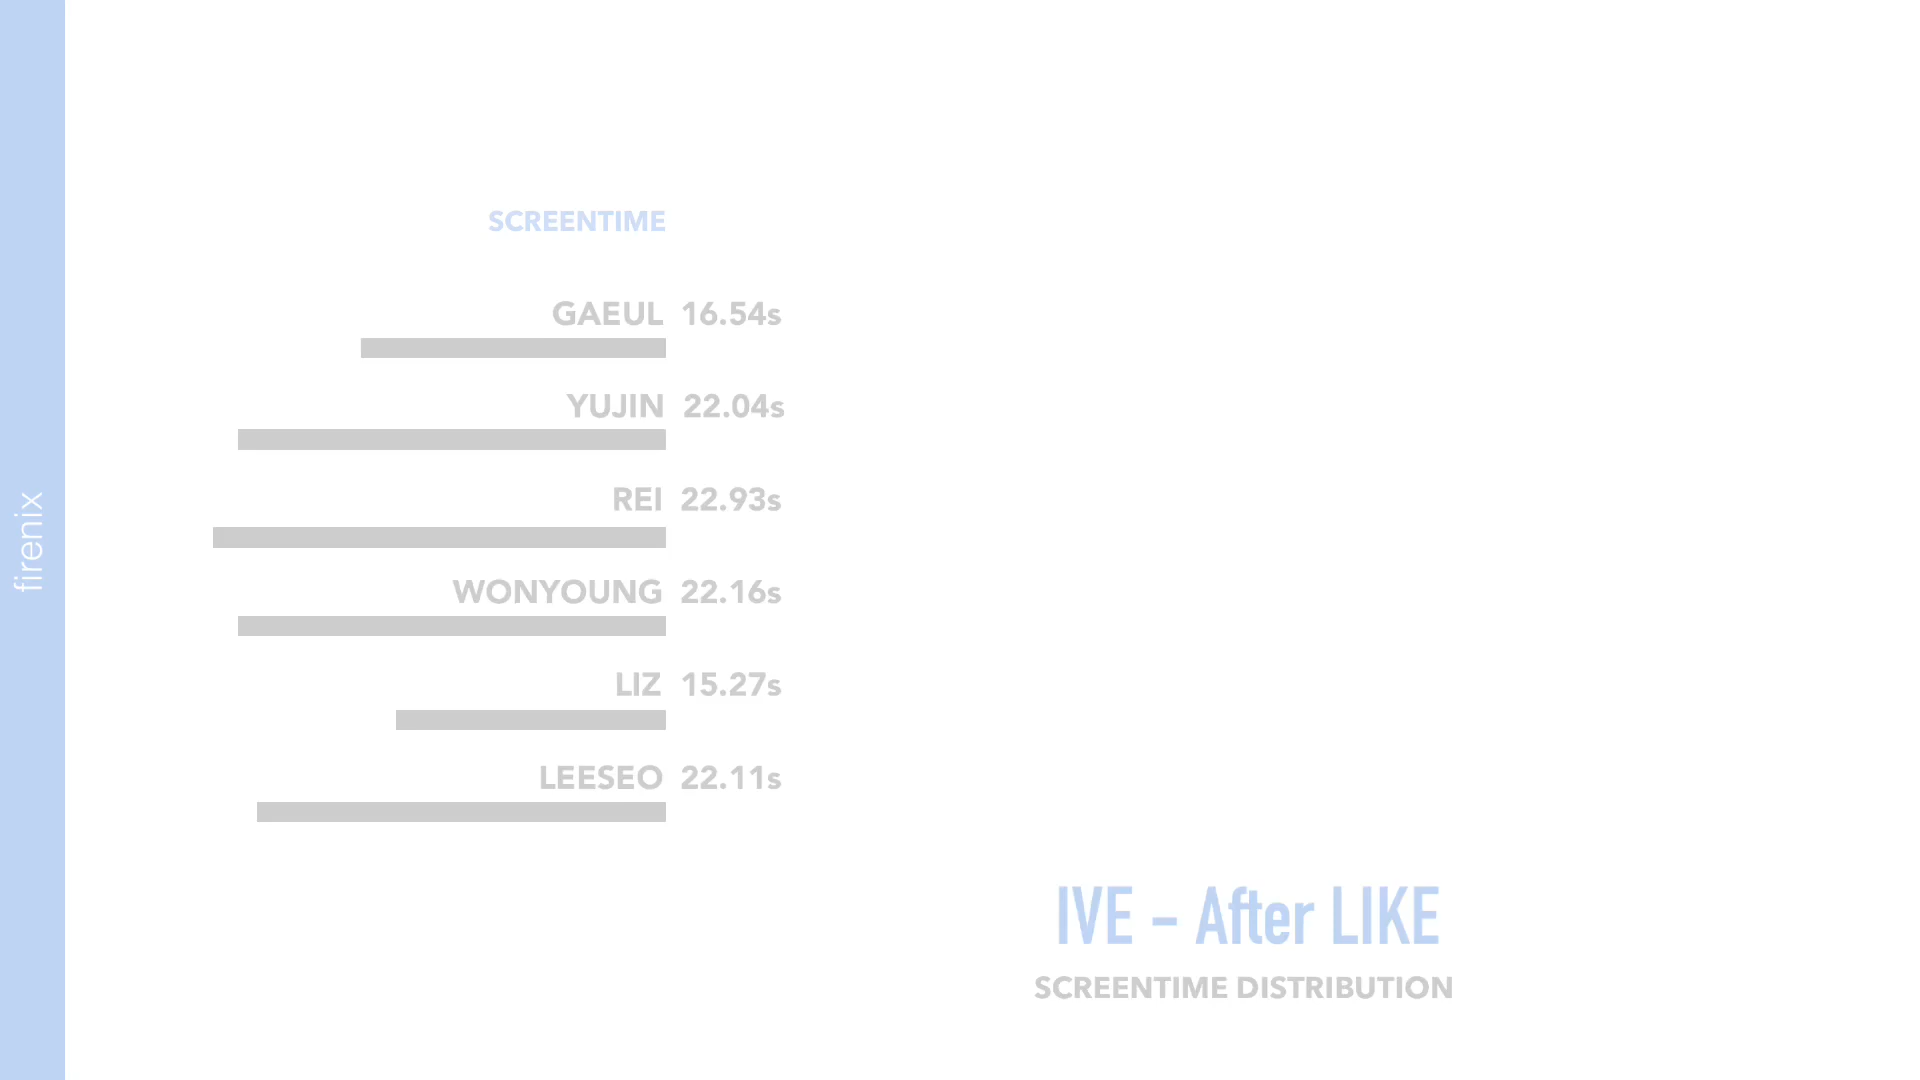 firenix
SCREENTIME
GAEUL 16.54s
YUJIN 22.04s
REI 22.93s
WONYOUNG 22.16s
LIZ 15.27s
LEESEO 22.11s
IVE – After LIKE
SCREENTIME DISTRIBUTION